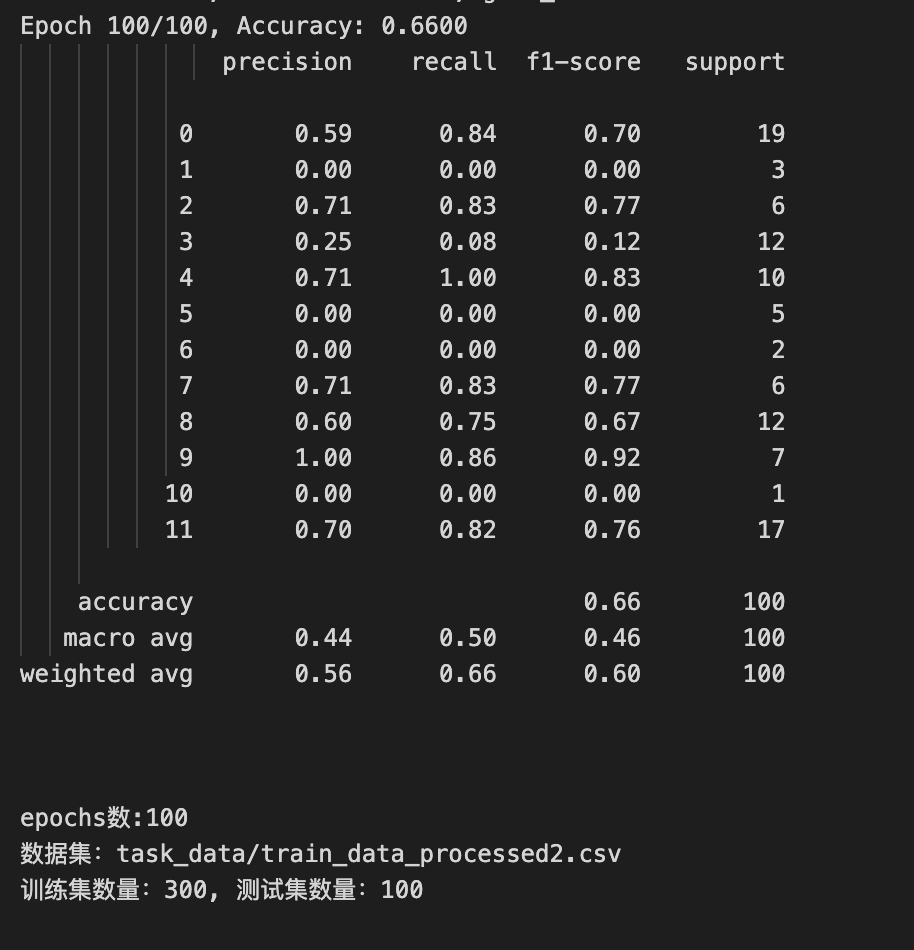 Epoch 100/100, Accuracy: 0.6600
precision recall f1-score support
0 0.59 0.84 0.70 19
1 0.00 0.00 0.00 3
2 0.71 0.83 0.77 6
3 0.25 0.08 0.12 12
4 0.71 1.00 0.83 10
5 0.00 0.00 0.00 5
6 0.00 0.00 0.00 2
7 0.71 0.83 0.77 6
8 0.60 0.75 0.67 12
9 1.00 0.86 0.92 7
10 0.00 0.00 0.00 1
11 0.70 0.82 0.76 17
accuracy 0.66 100
macro avg 0.44 0.50 0.46 100
weighted avg 0.56 0.66 0.60 100
epochs数:100
数据集：task_data/train_data_processed2.csv
训练集数量：300, 测试集数量：100